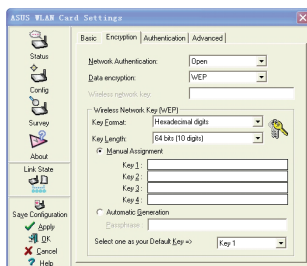 ASUS WLAN Card Settings
Status
Config
Survey
About
Link State
Save Configuration
Apply
OK
Cancel
Help
Basic Encryption Authentication Advanced
Network Authentication: Open
Data encryption: WEP
Wireless network key:
Wireless Network Key (WEP)
Key Format: Hexadecimal digits
Key Length: 64 bits (10 digits)
Manual Assignment
Key 1:
Key 2:
Key 3:
Key 4:
Automatic Generation
Passphrase:
Select one as your Default Key => Key 1